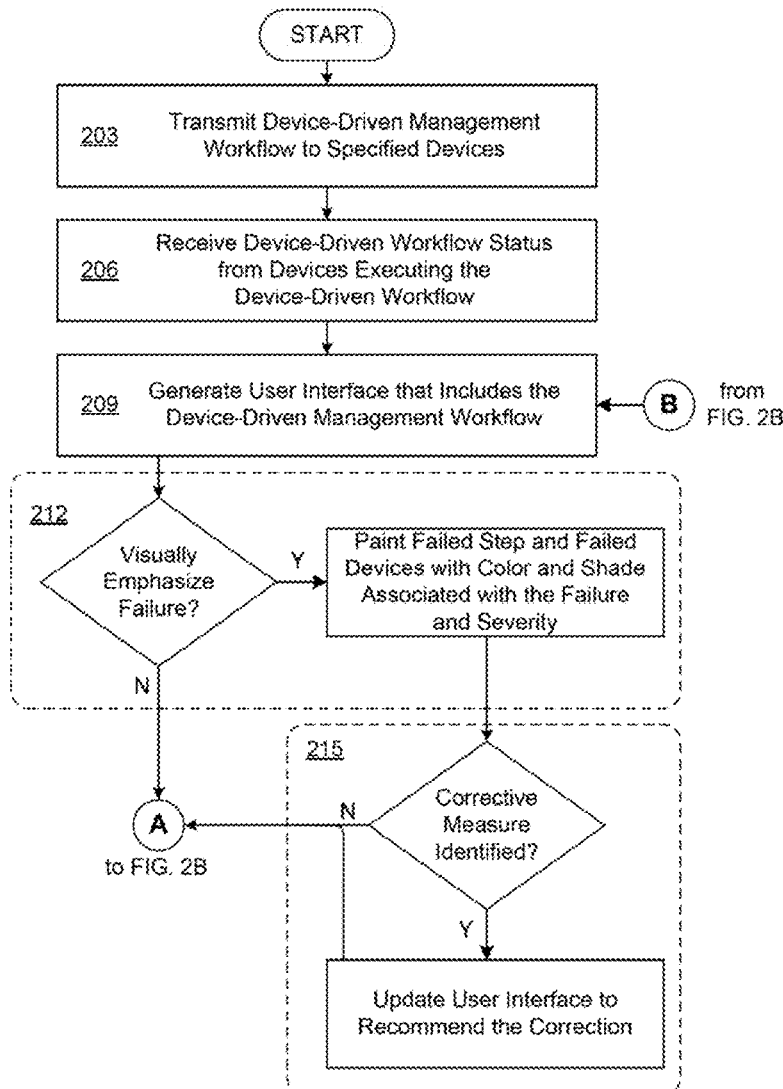 START
203
Transmit Device-Driven Management
Workflow to Specified Devices
206
Receive Device-Driven Workflow Status
from Devices Executing the
Device-Driven Workflow
209
Generate User Interface that Includes the
Device-Driven Management Workflow
B
from
FIG. 2B
212
Visually
Emphasize
Failure?
Y
Paint Failed Step and Failed
Devices with Color and Shade
Associated with the Failure
and Severity
N
215
Corrective
Measure
Identified?
N
A
to FIG. 2B
Y
Update User Interface to
Recommend the Correction